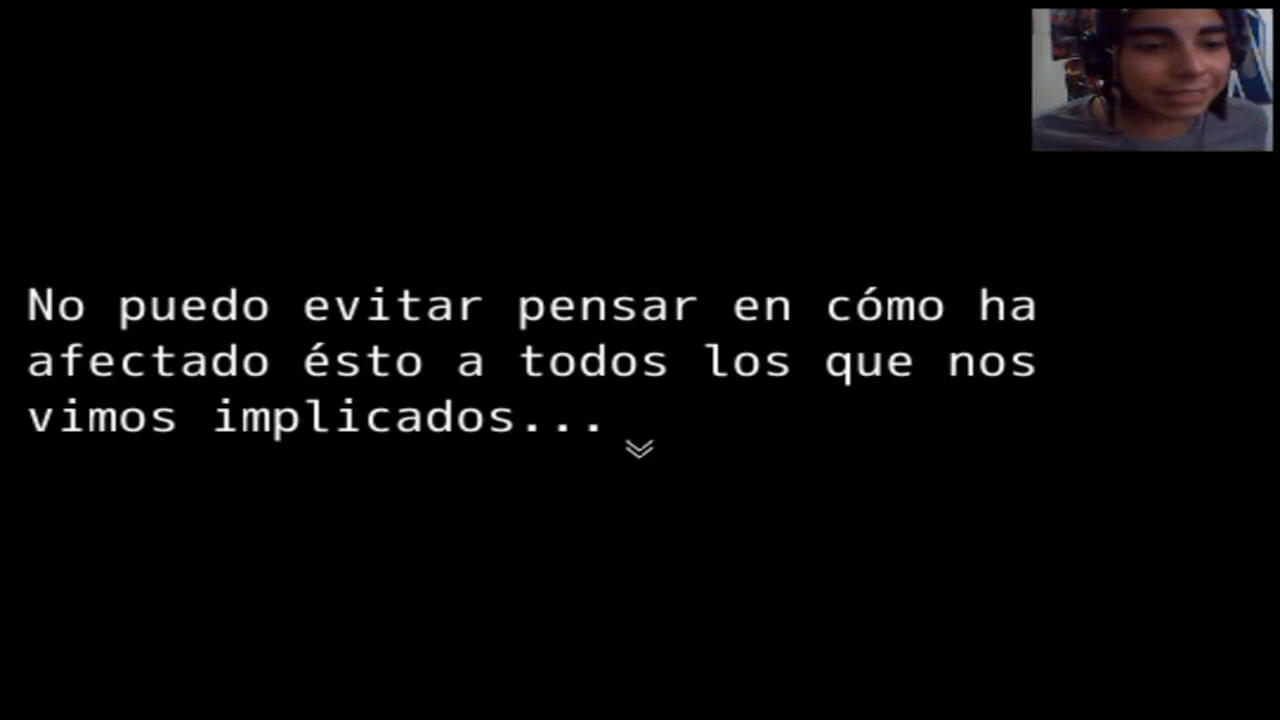 No puedo evitar pensar en cómo ha
afectado ésto a todos los que nos
vimos implicados...